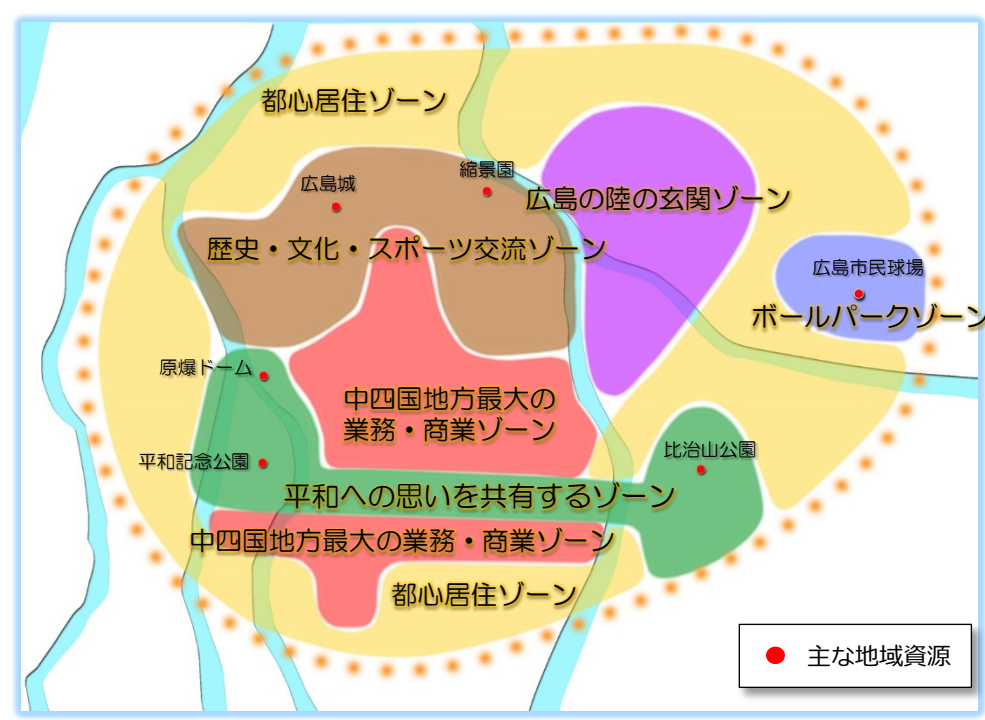 都心居住ゾーン
縮景園
広島城
広島の陸の玄関ゾーン
歴史・文化・スポーツ交流ゾーン
広島市民球場
ボールパークゾーン
原爆ドーム
中四国地方最大の
業務・商業ゾーン
比治山公園
平和記念公園
平和への思いを共有するゾーン
中四国地方最大の業務・商業ゾーン
都心居住ゾーン
主な地域資源